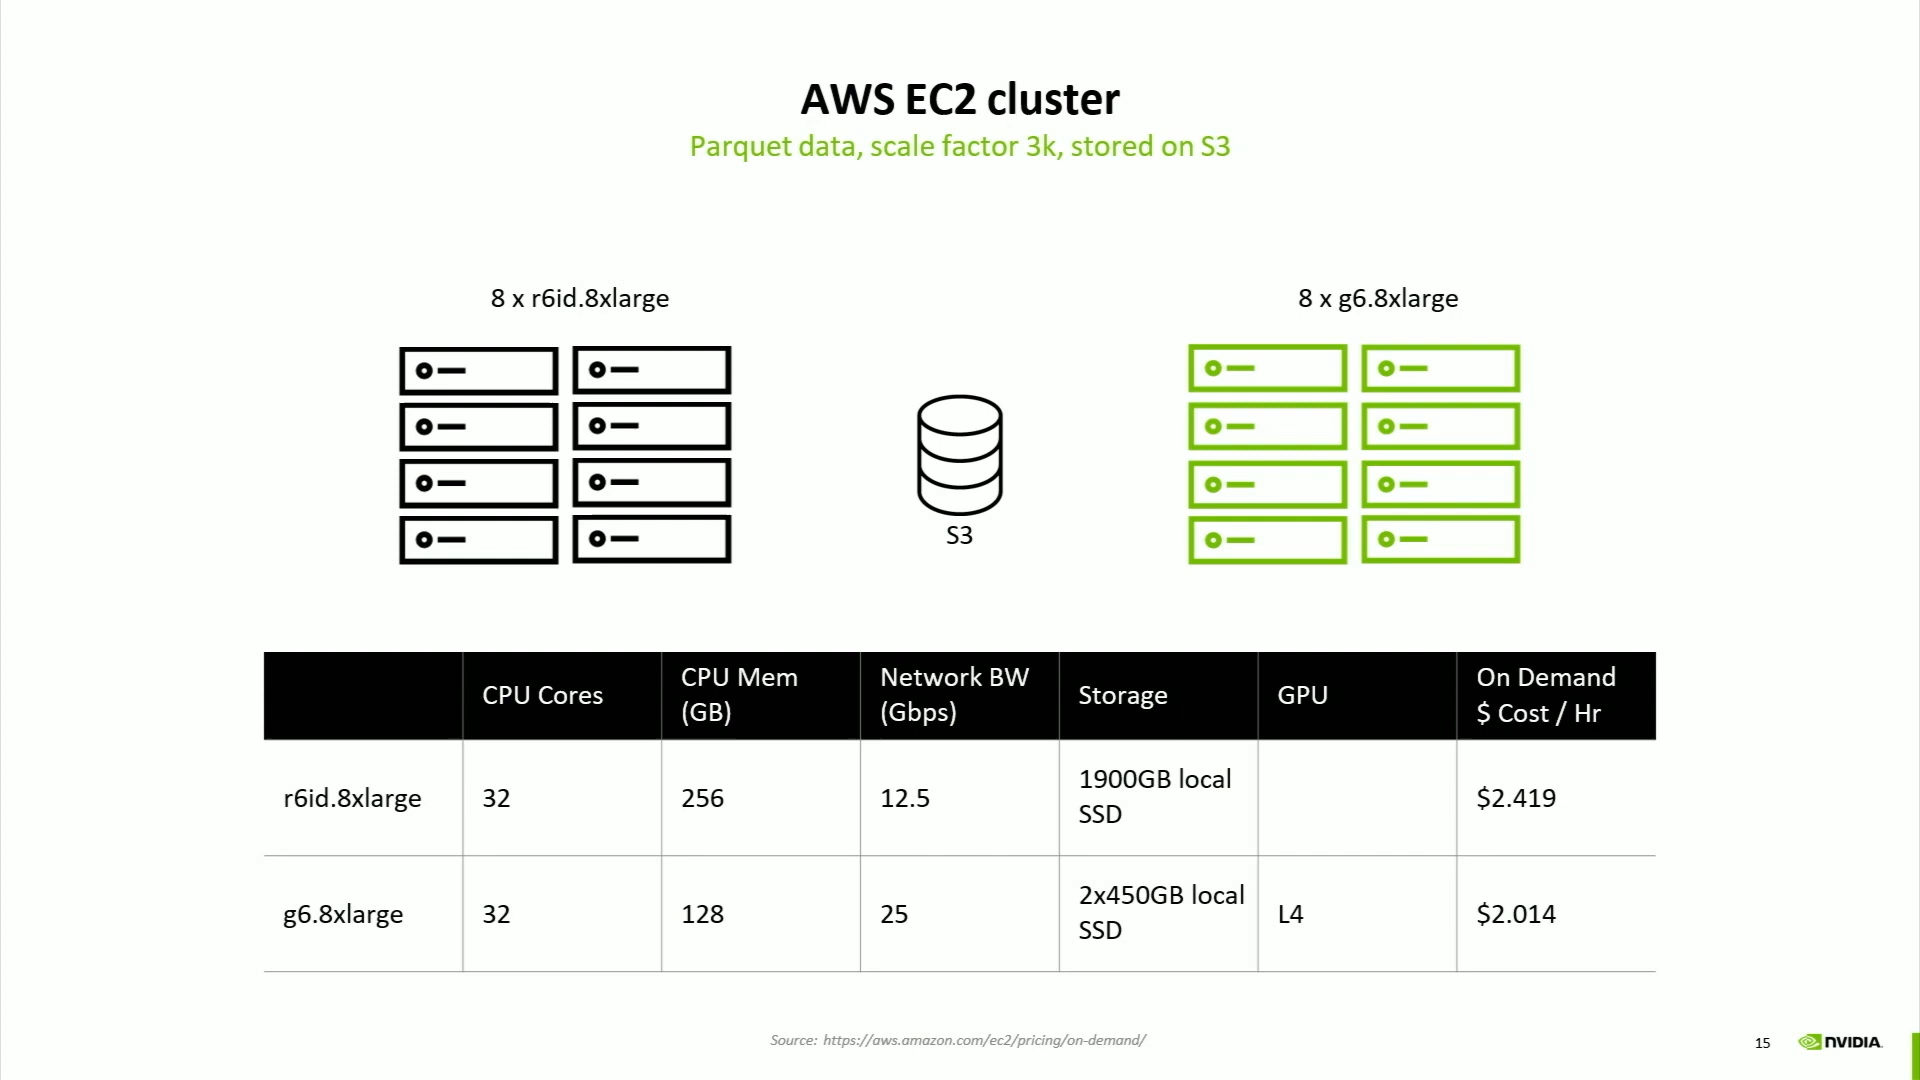 AWS EC2 cluster
Parquet data, scale factor 3k, stored on S3
8 x r6id.8xlarge
8 x g6.8xlarge
S3
CPU Cores
CPU Mem
(GB)
Network BW
(Gbps)
Storage
GPU
On Demand
$ Cost / Hr
r6id.8xlarge
32
256
12.5
1900GB local
SSD
$2.419
g6.8xlarge
32
128
25
2x450GB local
SSD
L4
$2.014
Source: https://aws.amazon.com/ec2/pricing/on-demand/
15
NVIDIA.